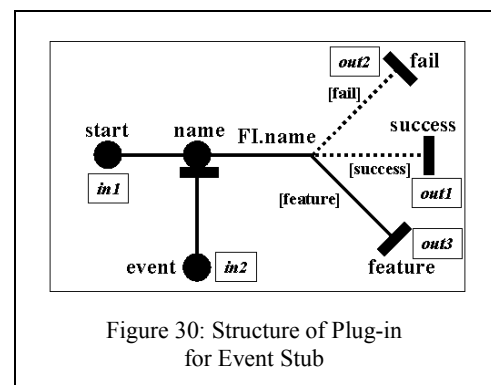 out2
fail
[fail]
start
name
FI.name
success
in1
[success]
out1
[feature]
event
in2
out3
feature
Figure 30: Structure of Plug-in
for Event Stub